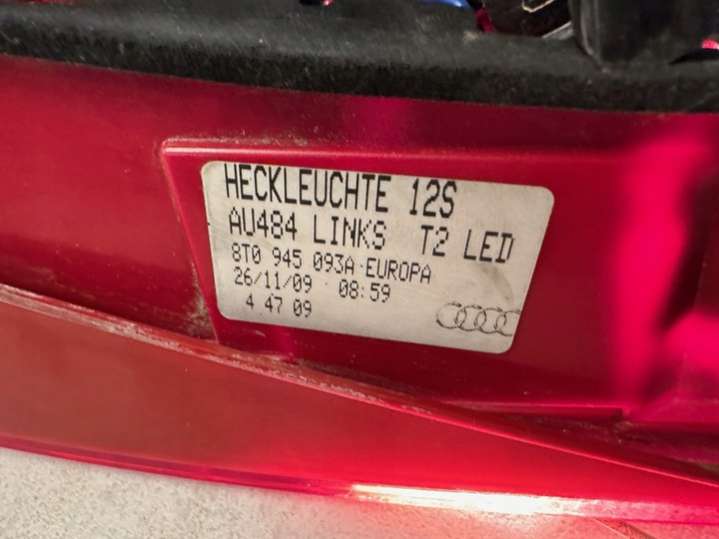 HECKLEUCHTE 12S
AU484 LINKS T2 LED
8T0 945 093A·EUROPA
26/11/09 · 08:59
4 47 09